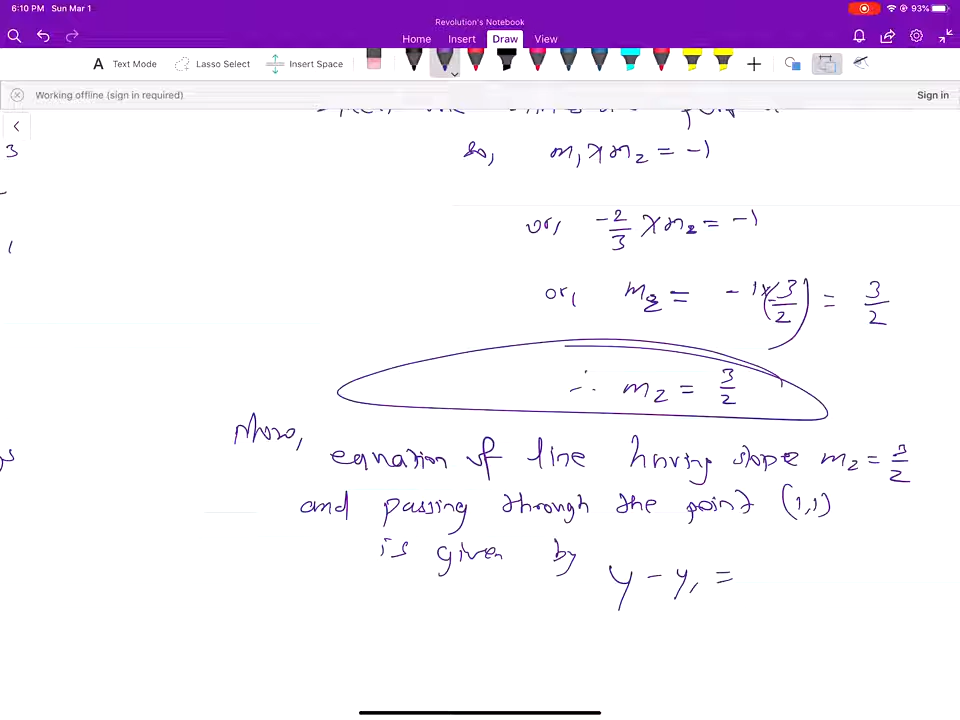 6:10 PM Sun Mar 1
93%
Revolution's Notebook
Home Insert Draw View
A Text Mode Lasso Select Insert Space
Working offline (sign in required) Sign in
3
so, m₁ × m₂ = -1
1
or, -2/3 × m₂ = -1
or, m₂ = -1 × (-3/2) = 3/2
∴ m₂ = 3/2
Now,
equation of line having slope m₂ = 3/2
and passing through the point (1,1)
is given by
y - y₁ =